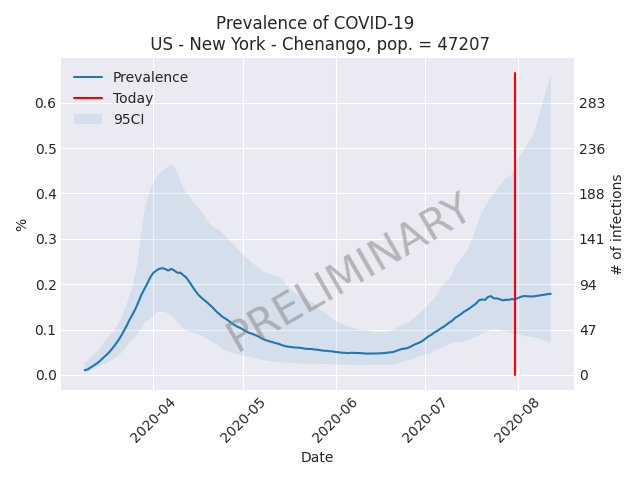 Prevalence of COVID-19
US - New York - Chenango, pop. = 47207
Prevalence
Today
95CI
PRELIMINARY
%
0.6
0.5
0.4
0.3
0.2
0.1
0.0
283
236
188
141
94
47
0
# of infections
2020-04
2020-05
2020-06
2020-07
2020-08
Date